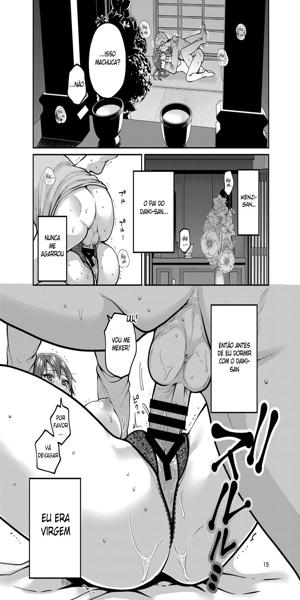 ...ISSO
MACHUCA?
...NÃO
KENJI-
SAN...
O PAI DO
DAIKI-SAN...
NUNCA
ME
AGARROU
ENTÃO ANTES
DE EU DORMIR
COM O DAIKI-
SAN
VOU ME
MEXER!
POR
FAVOR...
VÁ
DEVAGAR
EU ERA
VIRGEM
15